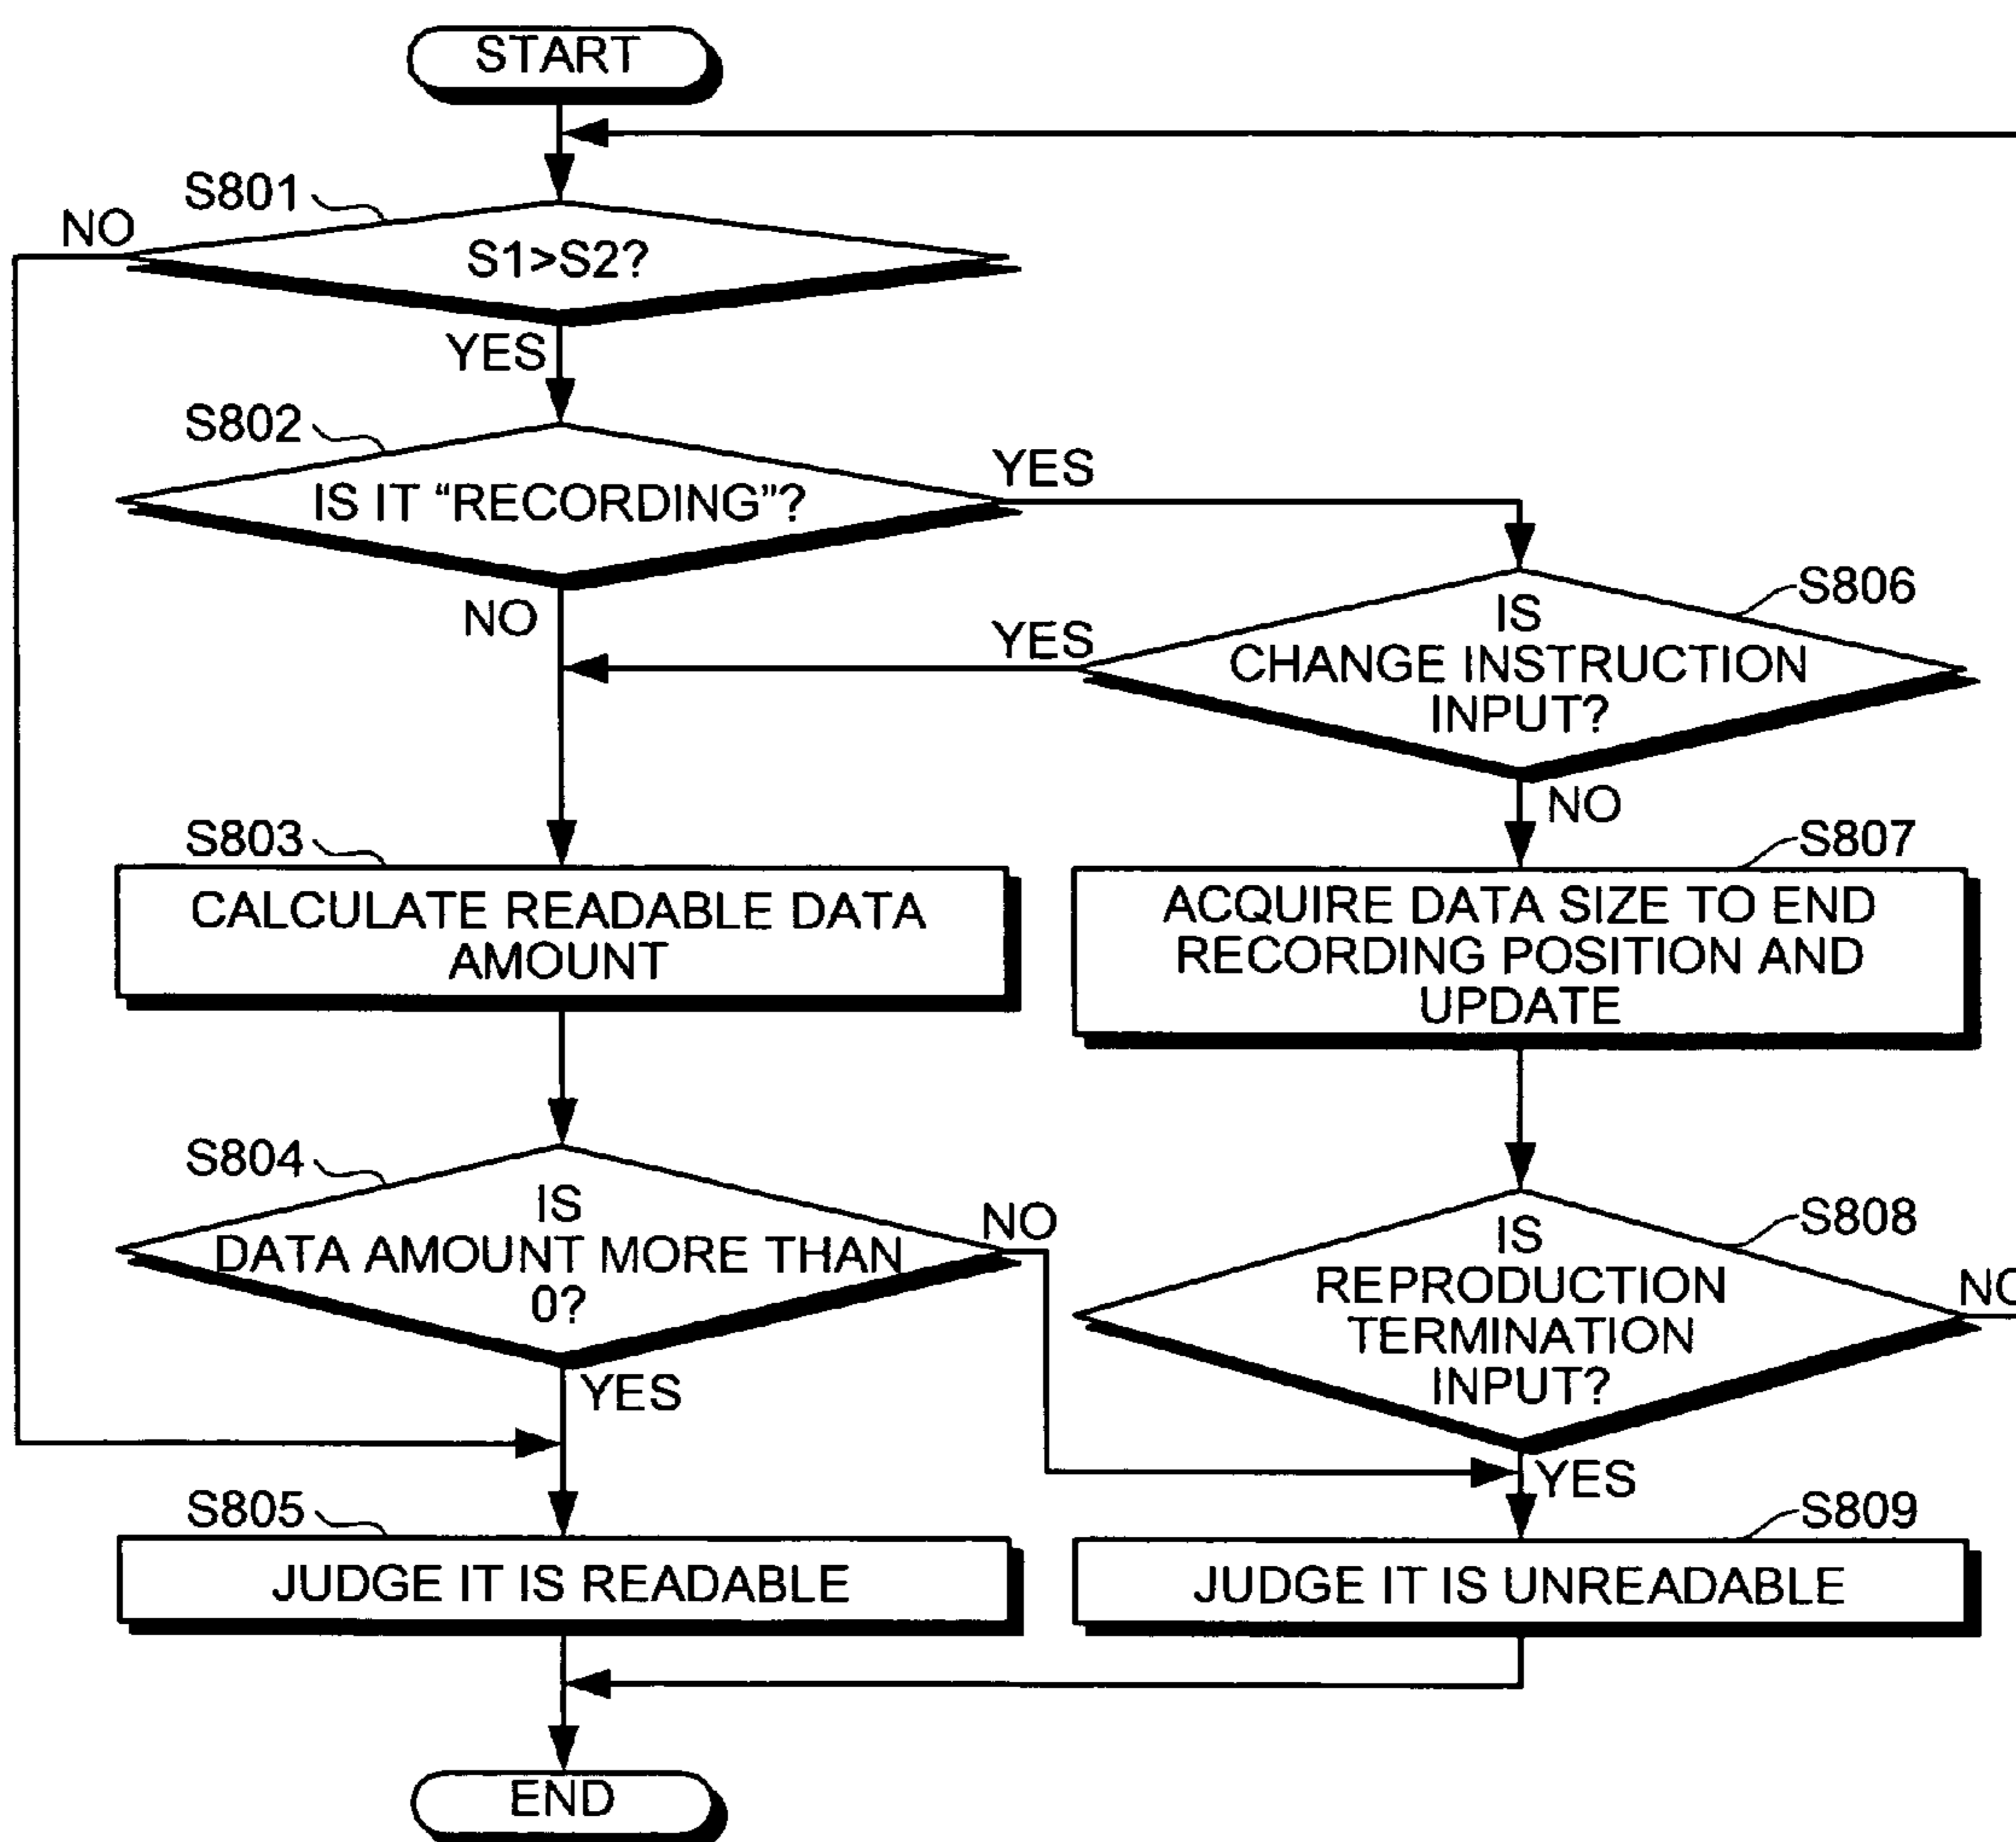 START
S801
NO
S1>S2?
YES
S802
YES
IS IT “RECORDING”?
NO
S806
YES
IS
CHANGE INSTRUCTION
INPUT?
NO
S803
CALCULATE READABLE DATA
AMOUNT
S807
ACQUIRE DATA SIZE TO END
RECORDING POSITION AND
UPDATE
S804
IS
DATA AMOUNT MORE THAN
0?
NO
YES
S808
IS
REPRODUCTION
TERMINATION
INPUT?
NO
YES
S805
JUDGE IT IS READABLE
S809
JUDGE IT IS UNREADABLE
END